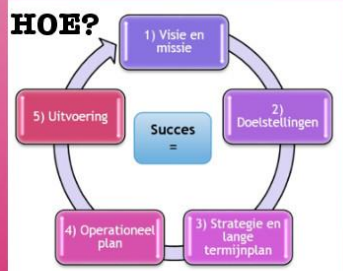 HOE?
1) Visie en
missie
2)
Doelstellingen
3) Strategie en
lange
termijnplan
4) Operationeel
plan
5) Uitvoering
Succes
=